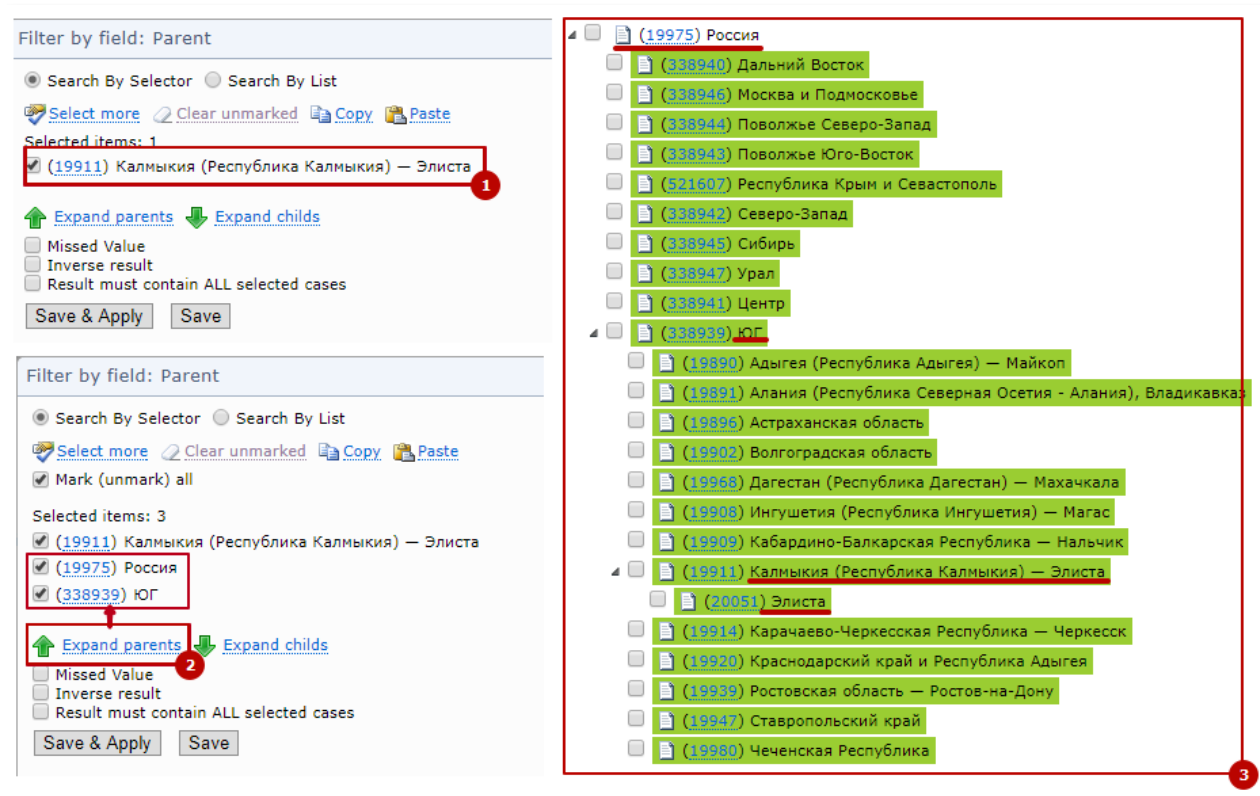 Filter by field: Parent
Search By Selector Search By List
Select more Clear unmarked Copy Paste
Selected items: 1
(19911) Калмыкия (Республика Калмыкия) — Элиста
1
Expand parents Expand childs
Missed Value
Inverse result
Result must contain ALL selected cases
Save & Apply Save
Filter by field: Parent
Search By Selector Search By List
Select more Clear unmarked Copy Paste
Mark (unmark) all
Selected items: 3
(19911) Калмыкия (Республика Калмыкия) — Элиста
(19975) Россия
(338939) ЮГ
Expand parents Expand childs
2
Missed Value
Inverse result
Result must contain ALL selected cases
Save & Apply Save
(19975) Россия
(338940) Дальний Восток
(338946) Москва и Подмосковье
(338944) Поволжье Северо-Запад
(338943) Поволжье Юго-Восток
(521607) Республика Крым и Севастополь
(338942) Северо-Запад
(338945) Сибирь
(338947) Урал
(338941) Центр
(338939) ЮГ
(19890) Адыгея (Республика Адыгея) — Майкоп
(19891) Алания (Республика Северная Осетия - Алания), Владикавказ
(19896) Астраханская область
(19902) Волгоградская область
(19968) Дагестан (Республика Дагестан) — Махачкала
(19908) Ингушетия (Республика Ингушетия) — Магас
(19909) Кабардино-Балкарская Республика — Нальчик
(19911) Калмыкия (Республика Калмыкия) — Элиста
(20051) Элиста
(19914) Карачаево-Черкесская Республика — Черкесск
(19920) Краснодарский край и Республика Адыгея
(19939) Ростовская область — Ростов-на-Дону
(19947) Ставропольский край
(19980) Чеченская Республика
3